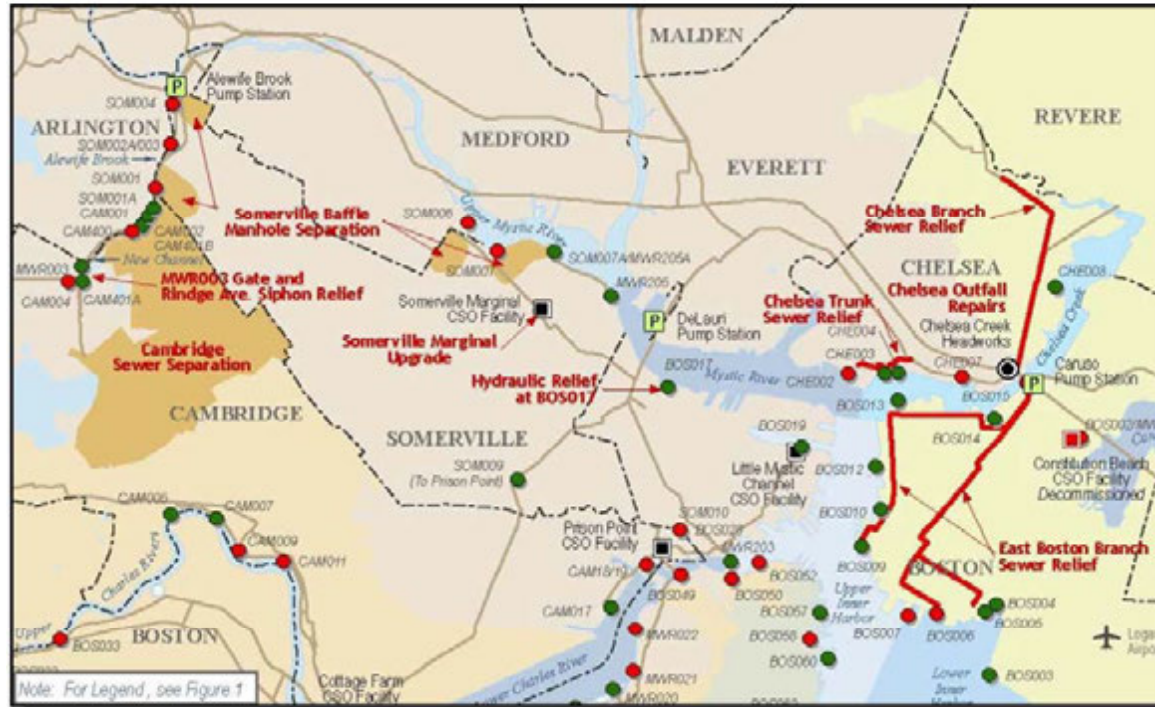 MALDEN
REVERE
Alewife Brook
Pump Station
SOM004
ARLINGTON
MEDFORD
SOM002A/003
Alewife Brook
EVERETT
SOM001
SOM001A
CAM001
CAM400
CAM002
CAM401B
Somerville Baffle
Manhole Separation
SOM006
Upper Mystic River
Chelsea Branch
Sewer Relief
New Channel
MWR003
CAM004
CAM401A
MWR003 Gate and
Rindge Ave. Siphon Relief
SOM007A/MWR205A
MWR205
CHELSEA
CHE008
Chelsea Outfall
Repairs
Chelsea Creek
Somerville Marginal
CSO Facility
Chelsea Trunk
Sewer Relief
Chelsea Creek
Headworks
DeLauri
Pump Station
CHE004
CHE003
CHE002
CHE007
Caruso
Pump Station
Cambridge
Sewer Separation
Somerville Marginal
Upgrade
BOS017
Mystic River
Hydraulic Relief
at BOS017
BOS013
BOS015
BOS014
CAMBRIDGE
SOMERVILLE
BOS019
SOM009
(To Prison Point)
Little Mystic
Channel
CSO Facility
BOS012
Constitution Beach
CSO Facility
Decommissioned
BOS010
CAM005
CAM007
CAM009
CAM011
Charles River
SOM010
BOS028
Prison Point
CSO Facility
MWR203
BOS009
East Boston Branch
Sewer Relief
BOSTON
CAM017
BOS049
BOS050
BOS052
BOS057
BOS058
BOS060
Upper
Inner
Harbor
BOS007
BOS006
BOS004
BOS005
BOSTON
BOS033
MWR022
MWR021
MWR020
Lower Charles River
Cottage Farm
CSO Facility
Lower
Inner
BOS003
Note: For Legend, see Figure 1